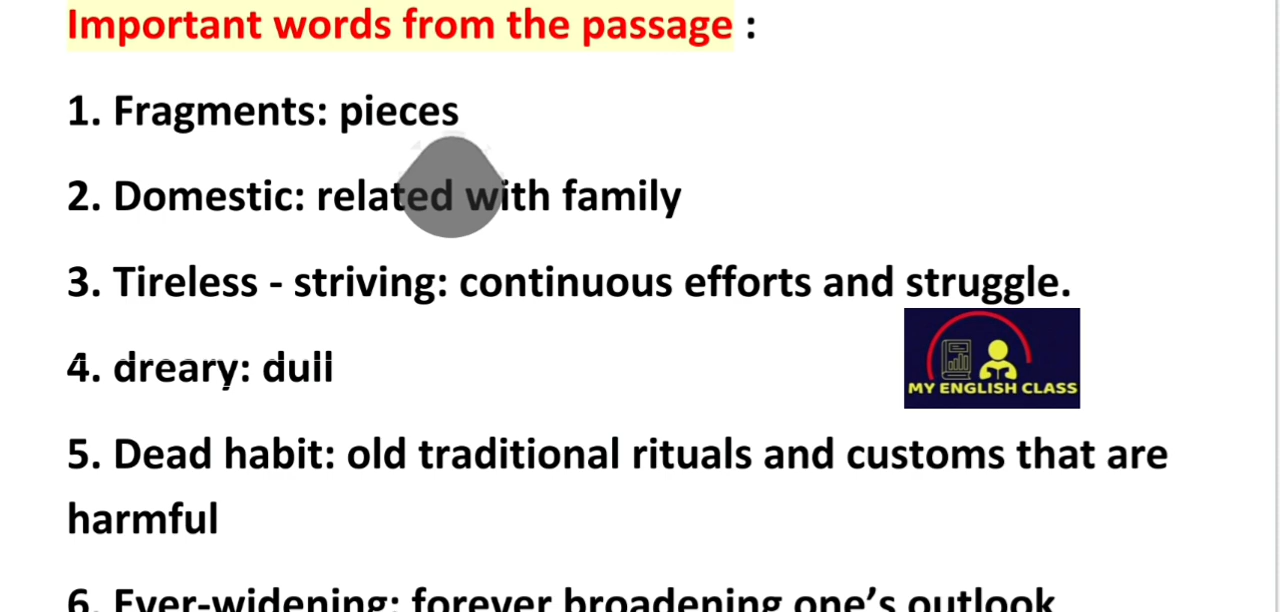 Important words from the passage :
1. Fragments: pieces
2. Domestic: related with family
3. Tireless - striving: continuous efforts and struggle.
4. dreary: dull
MY ENGLISH CLASS
5. Dead habit: old traditional rituals and customs that are
harmful
6. Ever-widening: forever broadening one’s outlook